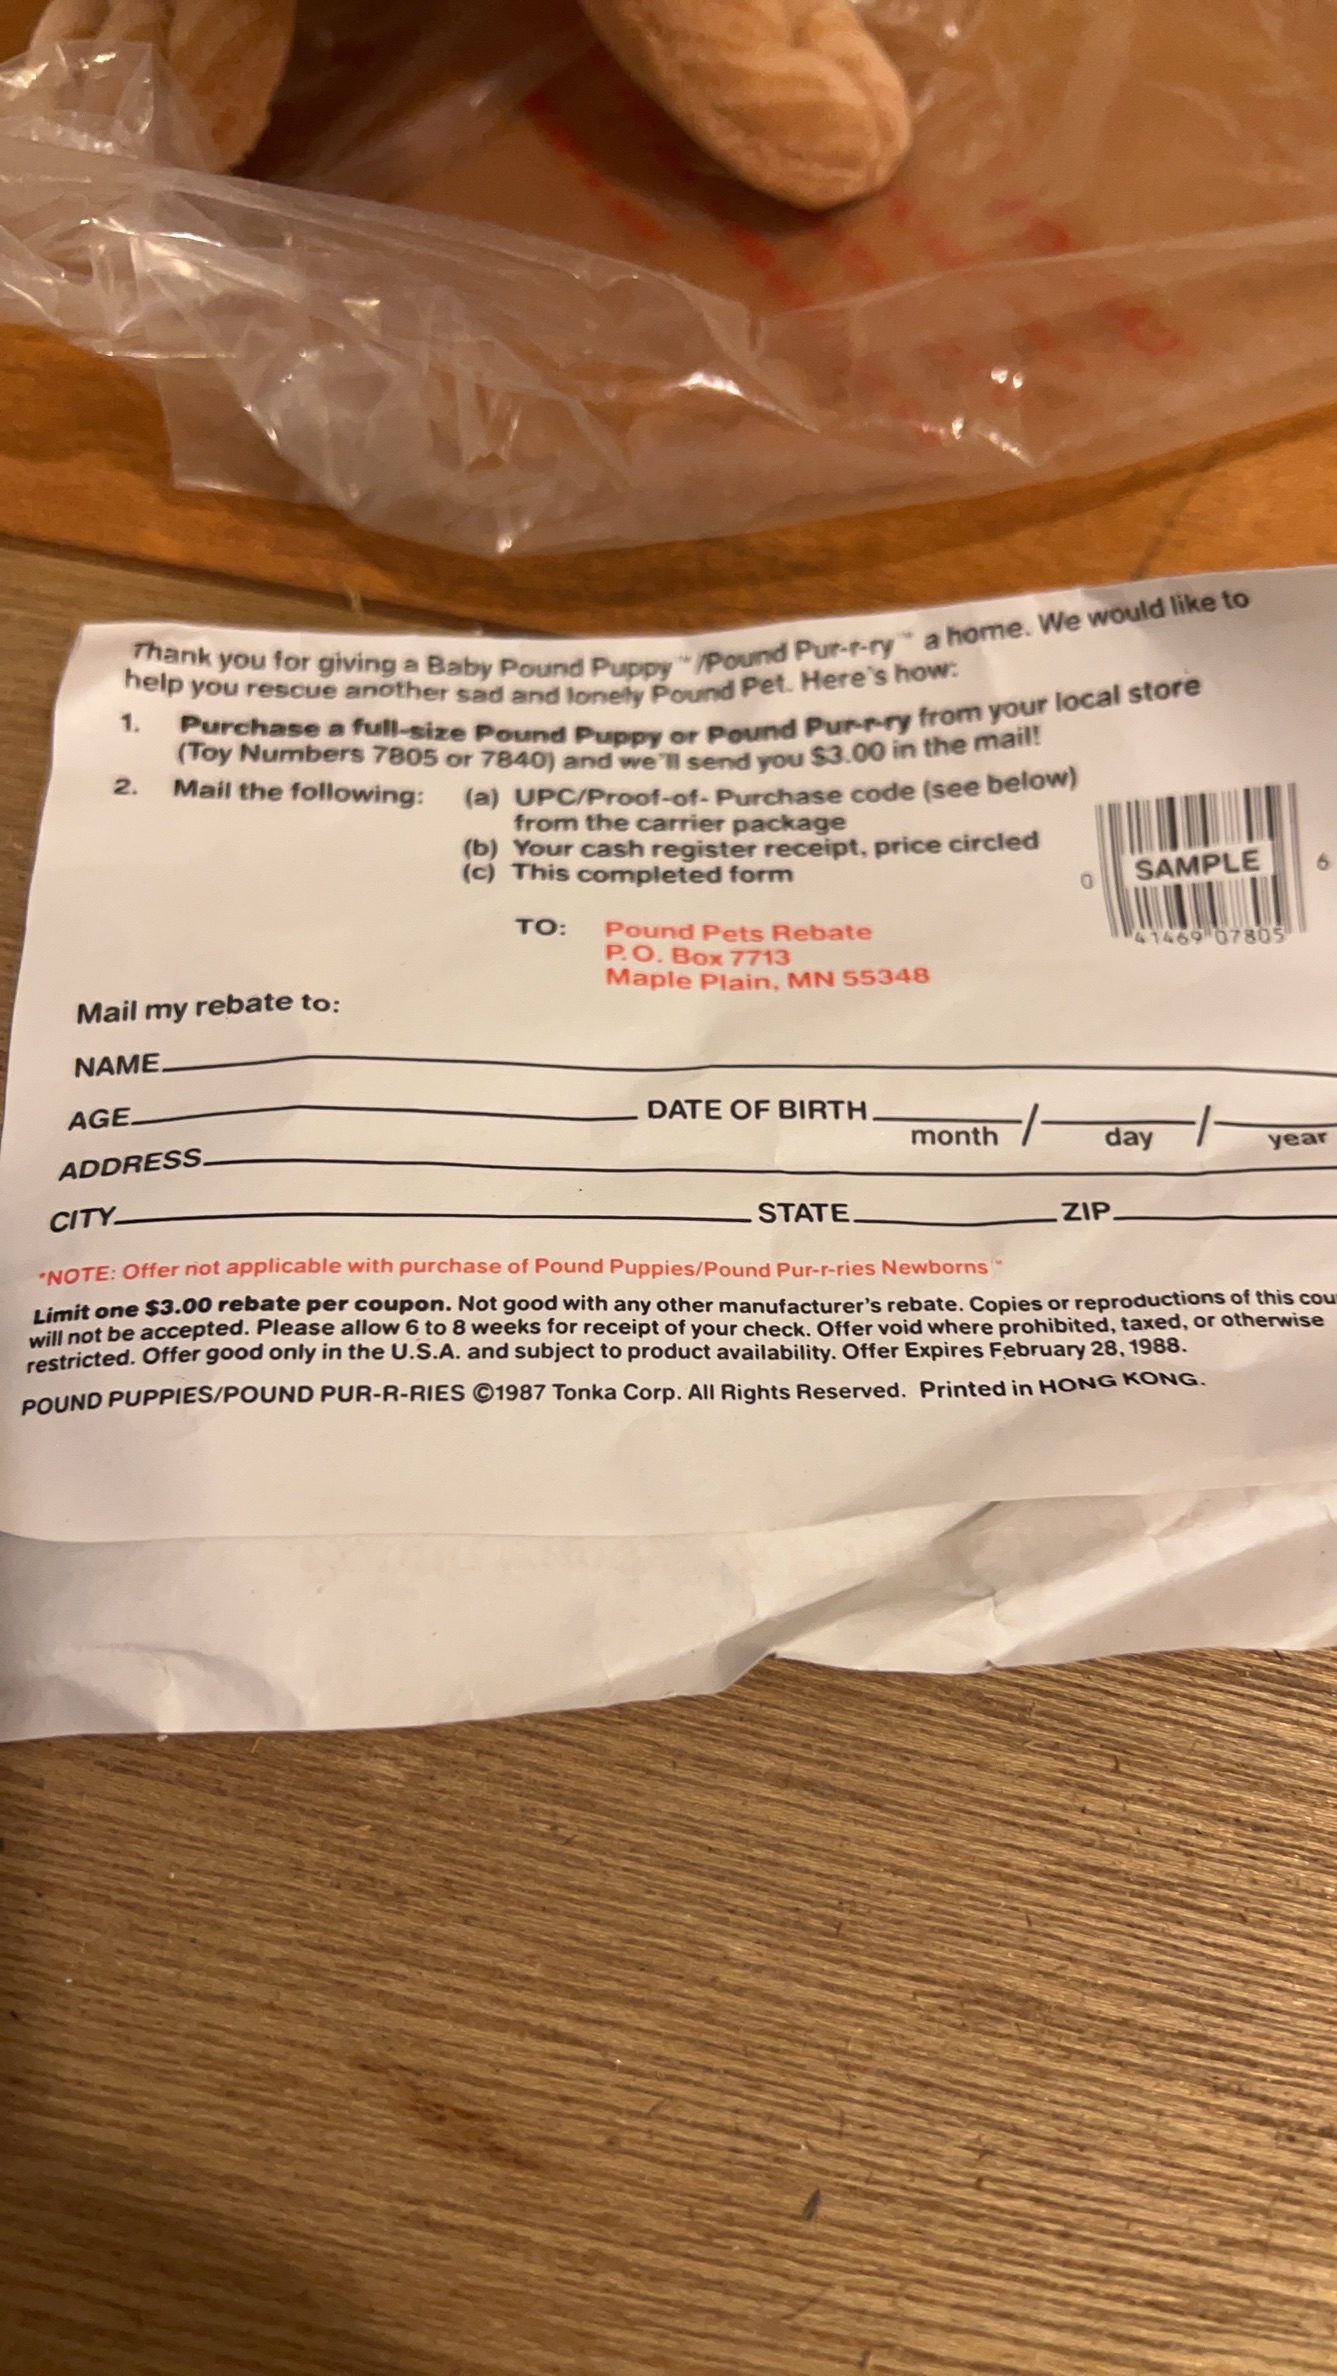 Thank you for giving a Baby Pound Puppy™/Pound Pur-r-ry™ a home. We would like to
help you rescue another sad and lonely Pound Pet. Here's how:
1. Purchase a full-size Pound Puppy or Pound Pur-r-ry from your local store
(Toy Numbers 7805 or 7840) and we'll send you $3.00 in the mail!
2. Mail the following: (a) UPC/Proof-of- Purchase code (see below)
from the carrier package
(b) Your cash register receipt, price circled
(c) This completed form
SAMPLE
0 41469 07805 6
TO: Pound Pets Rebate
P.O. Box 7713
Maple Plain, MN 55348
Mail my rebate to:
NAME
AGE DATE OF BIRTH / /
month day year
ADDRESS
CITY STATE ZIP
*NOTE: Offer not applicable with purchase of Pound Puppies/Pound Pur-r-ries Newborns™
Limit one $3.00 rebate per coupon. Not good with any other manufacturer's rebate. Copies or reproductions of this cou
will not be accepted. Please allow 6 to 8 weeks for receipt of your check. Offer void where prohibited, taxed, or otherwise
restricted. Offer good only in the U.S.A. and subject to product availability. Offer Expires February 28, 1988.
POUND PUPPIES/POUND PUR-R-RIES ©1987 Tonka Corp. All Rights Reserved. Printed in HONG KONG.